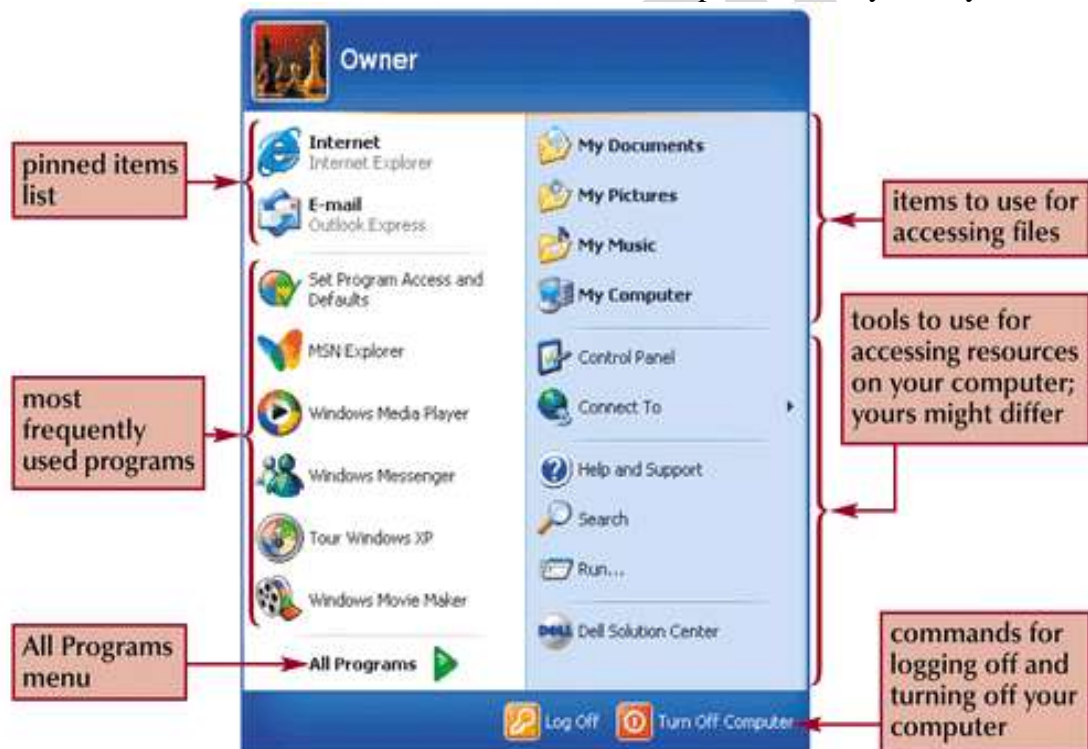 Owner
pinned items
list
Internet
Internet Explorer
E-mail
Outlook Express
most
frequently
used programs
Set Program Access and
Defaults
MSN Explorer
Windows Media Player
Windows Messenger
Tour Windows XP
Windows Movie Maker
All Programs
menu
All Programs
My Documents
My Pictures
My Music
My Computer
items to use for
accessing files
Control Panel
Connect To
Help and Support
Search
Run...
DELL Dell Solution Center
tools to use for
accessing resources
on your computer;
yours might differ
Log Off
Turn Off Computer
commands for
logging off and
turning off your
computer